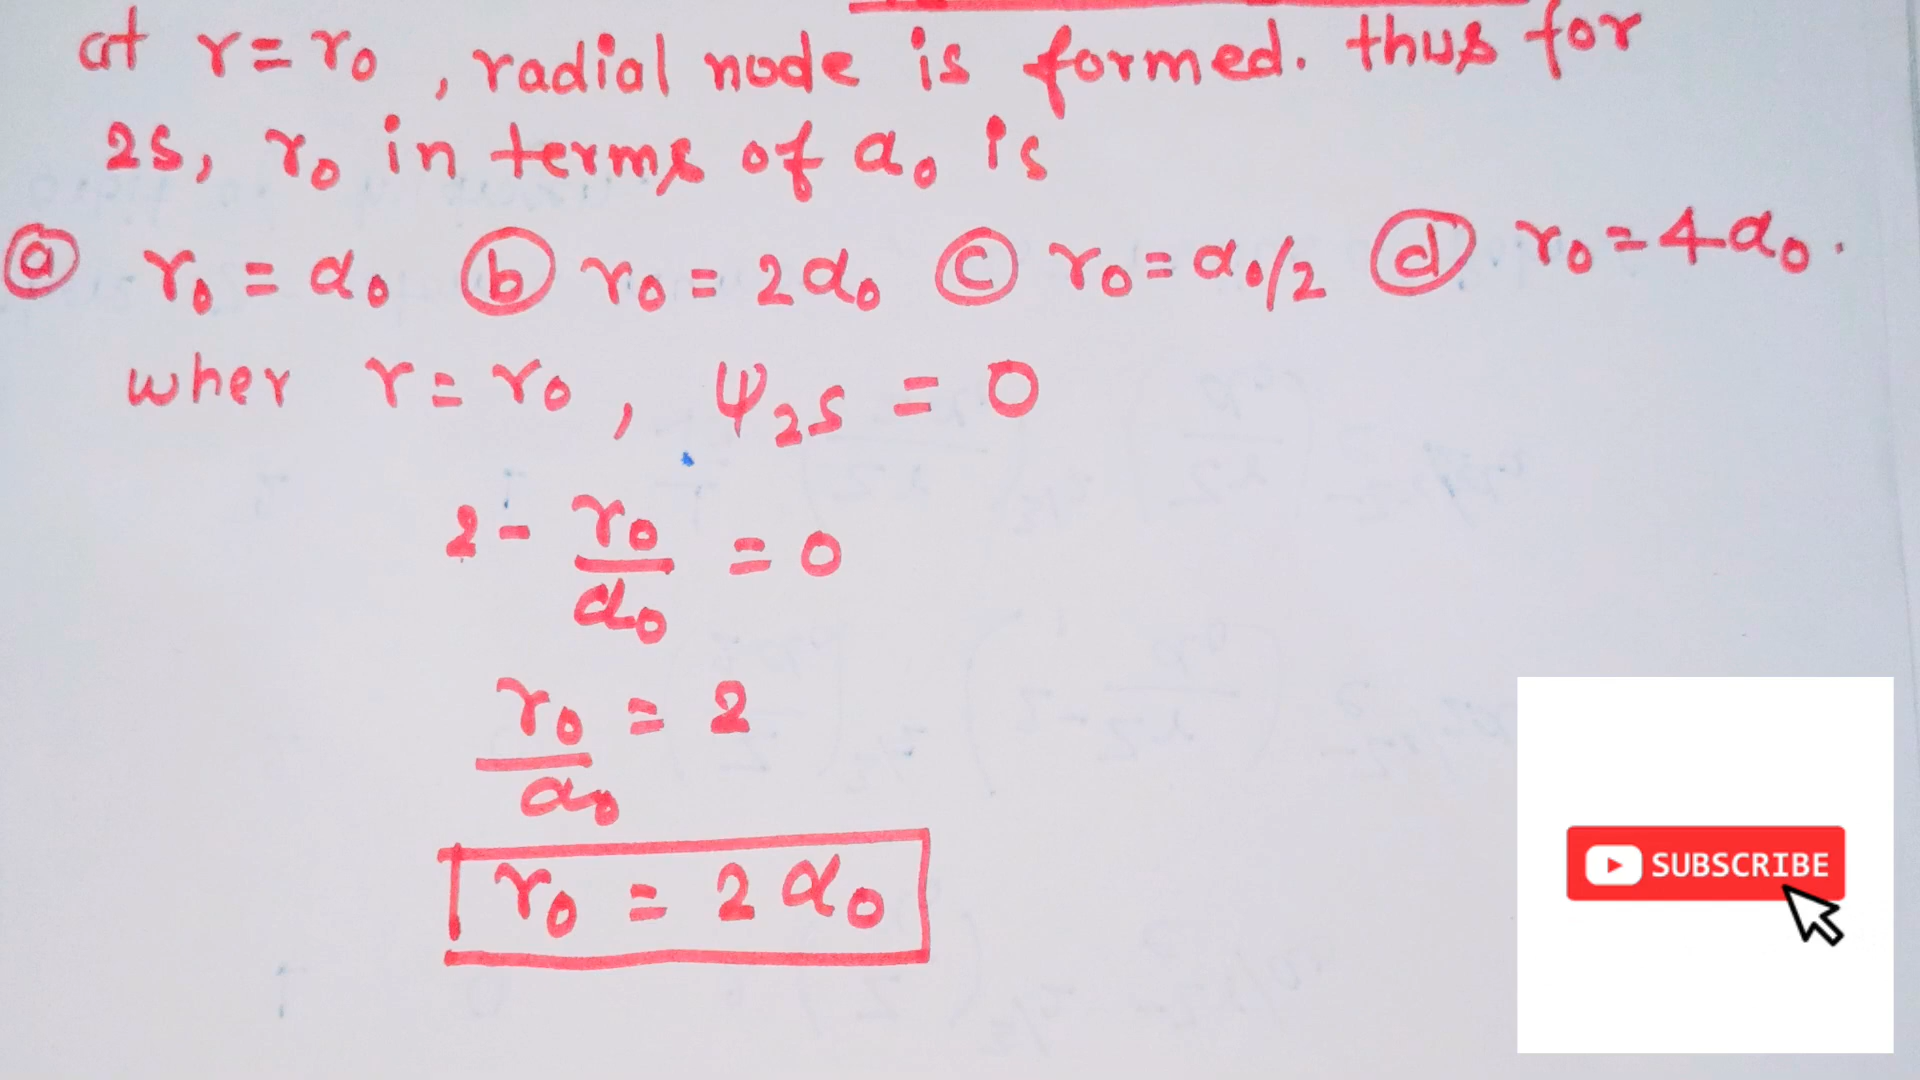 at r = r₀, radial node is formed. thus for
2s, r₀ in terms of a₀ is
ⓐ r₀ = a₀ ⓑ r₀ = 2a₀ ⓒ r₀ = a₀/2 ⓓ r₀ = 4a₀.
when r = r₀, Ψ₂s = 0
2 - r₀/a₀ = 0
r₀/a₀ = 2
r₀ = 2a₀
SUBSCRIBE